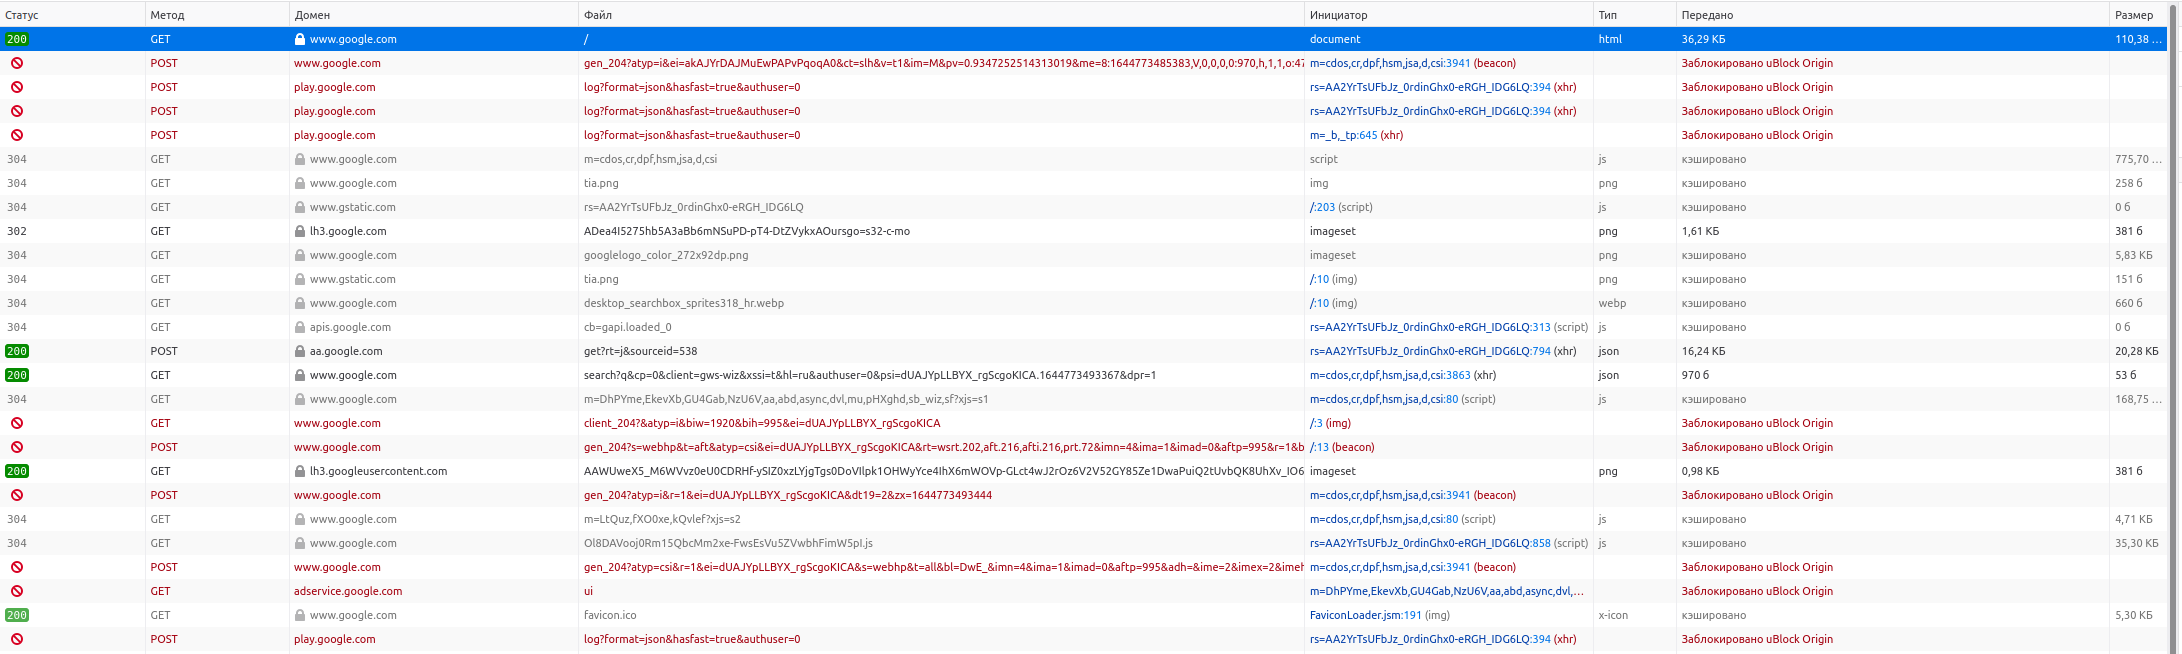 Статус Метод Домен Файл Инициатор Тип Передано Размер
200 GET www.google.com / document html 36,29 КБ 110,38 ...
POST www.google.com gen_204?atyp=i&ei=akAJYrDAJMuEwPAPvPqoqA0&ct=slh&v=t1&im=M&pv=0.9347252514313019&me=8:1644773485383,V,0,0,0,0:970,h,1,1,o:47 m=cdos,cr,dpf,hsm,jsa,d,csi:3941 (beacon) Заблокировано uBlock Origin
POST play.google.com log?format=json&hasfast=true&authuser=0 rs=AA2YrTsUFbJz_0rdinGhx0-eRGH_IDG6LQ:394 (xhr) Заблокировано uBlock Origin
POST play.google.com log?format=json&hasfast=true&authuser=0 rs=AA2YrTsUFbJz_0rdinGhx0-eRGH_IDG6LQ:394 (xhr) Заблокировано uBlock Origin
POST play.google.com log?format=json&hasfast=true&authuser=0 m=_b,_tp:645 (xhr) Заблокировано uBlock Origin
304 GET www.google.com m=cdos,cr,dpf,hsm,jsa,d,csi script js кэшировано 775,70 ...
304 GET www.google.com tia.png img png кэшировано 258 б
304 GET www.gstatic.com rs=AA2YrTsUFbJz_0rdinGhx0-eRGH_IDG6LQ /:203 (script) js кэшировано 0 б
302 GET lh3.google.com ADea4I5275hb5A3aBb6mNSuPD-pT4-DtZVykxAOursgo=s32-c-mo imageset png 1,61 КБ 381 б
304 GET www.google.com googlelogo_color_272x92dp.png imageset png кэшировано 5,83 КБ
304 GET www.gstatic.com tia.png /:10 (img) png кэшировано 151 б
304 GET www.google.com desktop_searchbox_sprites318_hr.webp /:10 (img) webp кэшировано 660 б
304 GET apis.google.com cb=gapi.loaded_0 rs=AA2YrTsUFbJz_0rdinGhx0-eRGH_IDG6LQ:313 (script) js кэшировано 0 б
200 POST aa.google.com get?rt=j&sourceid=538 rs=AA2YrTsUFbJz_0rdinGhx0-eRGH_IDG6LQ:794 (xhr) json 16,24 КБ 20,28 КБ
200 GET www.google.com search?q&cp=0&client=gws-wiz&xssi=t&hl=ru&authuser=0&psi=dUAJYpLLBYX_rgScgoKICA.1644773493367&dpr=1 m=cdos,cr,dpf,hsm,jsa,d,csi:3863 (xhr) json 970 б 53 б
304 GET www.google.com m=DhPYme,EkevXb,GU4Gab,NzU6V,aa,abd,async,dvl,mu,pHXghd,sb_wiz,sf?xjs=s1 m=cdos,cr,dpf,hsm,jsa,d,csi:80 (script) js кэшировано 168,75 ...
GET www.google.com client_204?&atyp=i&biw=1920&bih=995&ei=dUAJYpLLBYX_rgScgoKICA /:3 (img) Заблокировано uBlock Origin
POST www.google.com gen_204?s=webhp&t=aft&atyp=csi&ei=dUAJYpLLBYX_rgScgoKICA&rt=wsrt.202,aft.216,afti.216,prt.72&imn=4&ima=1&imad=0&aftp=995&r=1&b /:13 (beacon) Заблокировано uBlock Origin
200 GET lh3.googleusercontent.com AAWUweX5_M6WVvz0eU0CDRHf-ySIZ0xzLYjgTgs0DoVIlpk1OHWyYce4IhX6mWOVp-GLct4wJ2rOz6V2V52GY85Ze1DwaPuiQ2tUvbQK8UhXv_IO6 imageset png 0,98 КБ 381 б
POST www.google.com gen_204?atyp=i&r=1&ei=dUAJYpLLBYX_rgScgoKICA&dt19=2&zx=1644773493444 m=cdos,cr,dpf,hsm,jsa,d,csi:3941 (beacon) Заблокировано uBlock Origin
304 GET www.google.com m=LtQuz,fXO0xe,kQvlef?xjs=s2 m=cdos,cr,dpf,hsm,jsa,d,csi:80 (script) js кэшировано 4,71 КБ
304 GET www.google.com Ol8DAVooj0Rm15QbcMm2xe-FwsEsVu5ZVwbhFimW5pI.js rs=AA2YrTsUFbJz_0rdinGhx0-eRGH_IDG6LQ:858 (script) js кэшировано 35,30 КБ
POST www.google.com gen_204?atyp=csi&r=1&ei=dUAJYpLLBYX_rgScgoKICA&s=webhp&t=all&bl=DwE_&imn=4&ima=1&imad=0&aftp=995&adh=&ime=2&imex=2&imeh m=cdos,cr,dpf,hsm,jsa,d,csi:3941 (beacon) Заблокировано uBlock Origin
GET adservice.google.com ui m=DhPYme,EkevXb,GU4Gab,NzU6V,aa,abd,async,dvl,... Заблокировано uBlock Origin
200 GET www.google.com favicon.ico FaviconLoader.jsm:191 (img) x-icon кэшировано 5,30 КБ
POST play.google.com log?format=json&hasfast=true&authuser=0 rs=AA2YrTsUFbJz_0rdinGhx0-eRGH_IDG6LQ:394 (xhr) Заблокировано uBlock Origin